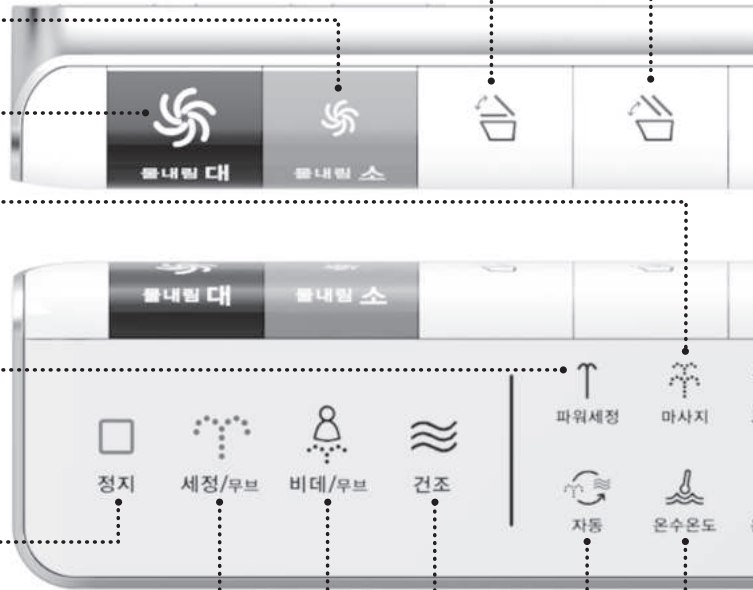 물내림 대
물내림 소
물내림 대
물내림 소
파워세정
마사지
정지
세정/무브
비데/무브
건조
자동
온수온도